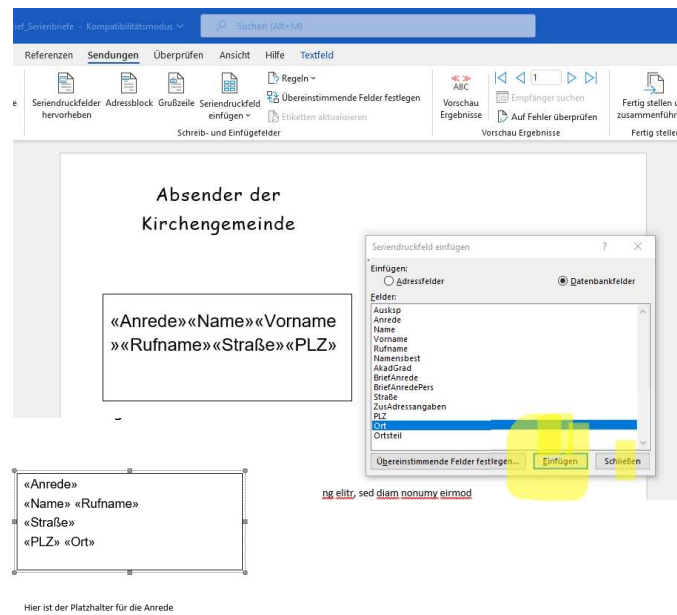 ief_Serienbriefe - Kompatibilitätsmodus
Suchen (Alt+M)
Referenzen Sendungen Überprüfen Ansicht Hilfe Textfeld
Seriendruckfelder hervorheben
Adressblock
Grußzeile
Seriendruckfeld einfügen
Regeln
Übereinstimmende Felder festlegen
Etiketten aktualisieren
Schreib- und Einfügefelder
ABC
Vorschau Ergebnisse
1
Empfänger suchen
Auf Fehler überprüfen
Vorschau Ergebnisse
Fertig stellen u
zusammenführ
Fertig stelle
Absender der
Kirchengemeinde
«Anrede»«Name»«Vorname
»«Rufname»«Straße»«PLZ»
Seriendruckfeld einfügen ? ×
Einfügen:
Adressfelder Datenbankfelder
Felder:
Ausksp
Anrede
Name
Vorname
Rufname
Namensbest
AkadGrad
BriefAnrede
BriefAnredePers
Straße
ZusAdressangaben
PLZ
Ort
Ortsteil
Übereinstimmende Felder festlegen... Einfügen Schließen
«Anrede»
«Name» «Rufname»
«Straße»
«PLZ» «Ort»
ng elitr, sed diam nonumy eirmod
Hier ist der Platzhalter für die Anrede